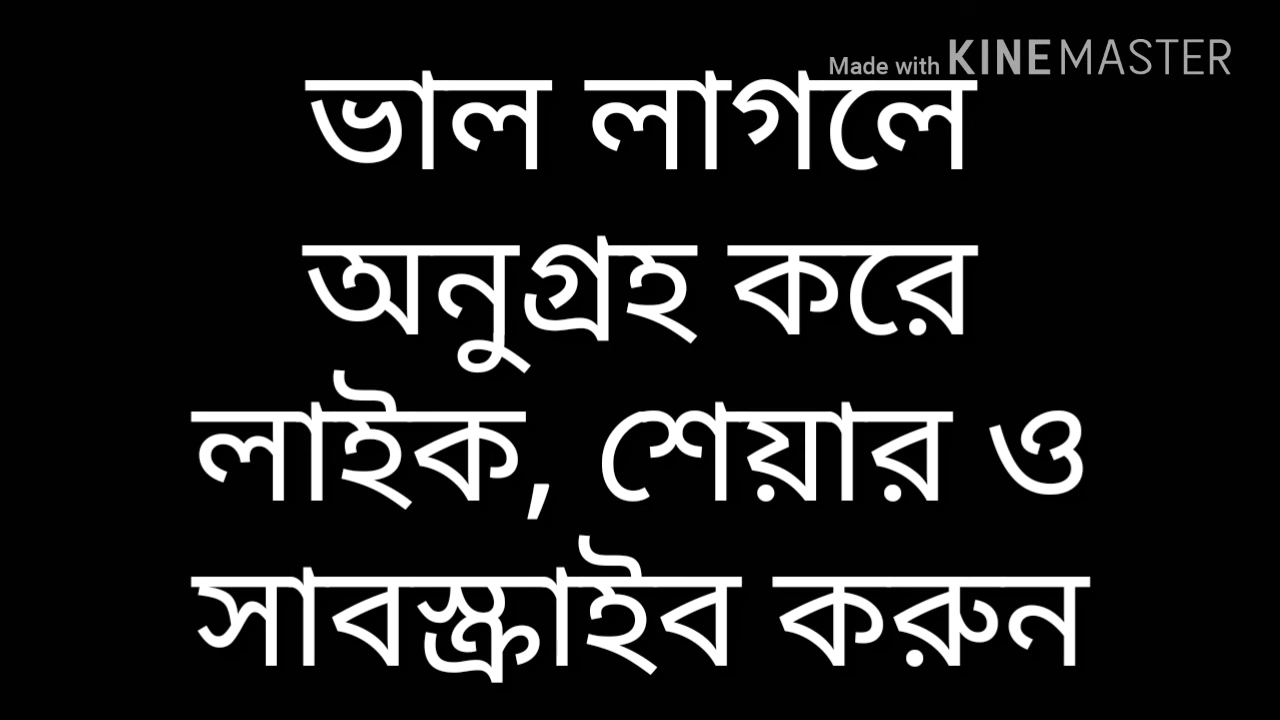 Made with KINEMASTER
ভাল লাগলে
অনুগ্রহ করে
লাইক, শেয়ার ও
সাবস্ক্রাইব করুন